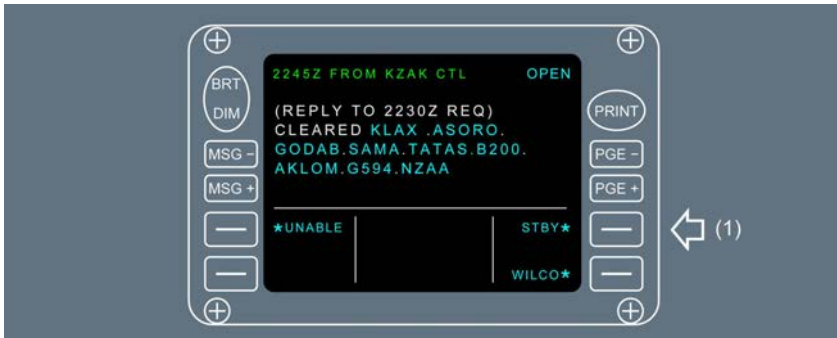 BRT
DIM
MSG -
MSG +
2245Z FROM KZAK CTL OPEN
(REPLY TO 2230Z REQ)
CLEARED KLAX .ASORO.
GODAB.SAMA.TATAS.B200.
AKLOM.G594.NZAA
*UNABLE STBY*
WILCO*
PRINT
PGE -
PGE +
(1)